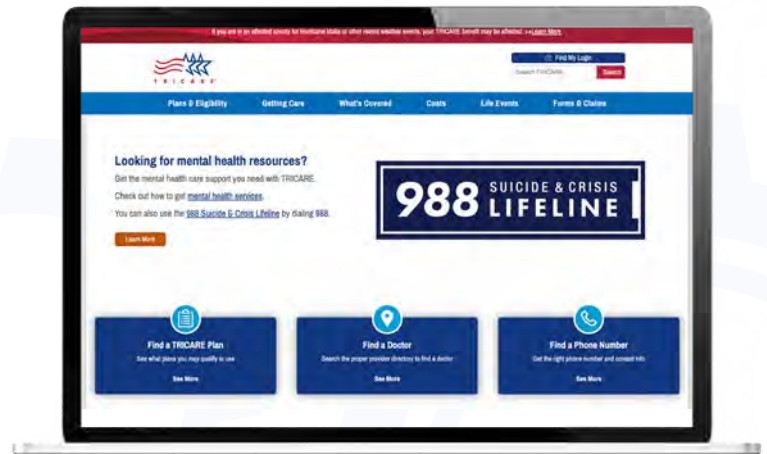 If you are in an affected county for Hurricane Idalia or other recent weather events, your TRICARE benefit may be affected. >>Learn More
TRICARE
Find My Login
Search TRICARE
Search
Plans & Eligibility Getting Care What's Covered Costs Life Events Forms & Claims
Looking for mental health resources?
Get the mental health care support you need with TRICARE.
Check out how to get mental health services.
You can also use the 988 Suicide & Crisis Lifeline by dialing 988.
Learn More
988 SUICIDE & CRISIS
LIFELINE
Find a TRICARE Plan
See what plans you may qualify to use
See More
Find a Doctor
Search the proper provider directory to find a doctor
See More
Find a Phone Number
Get the right phone number and contact info
See More